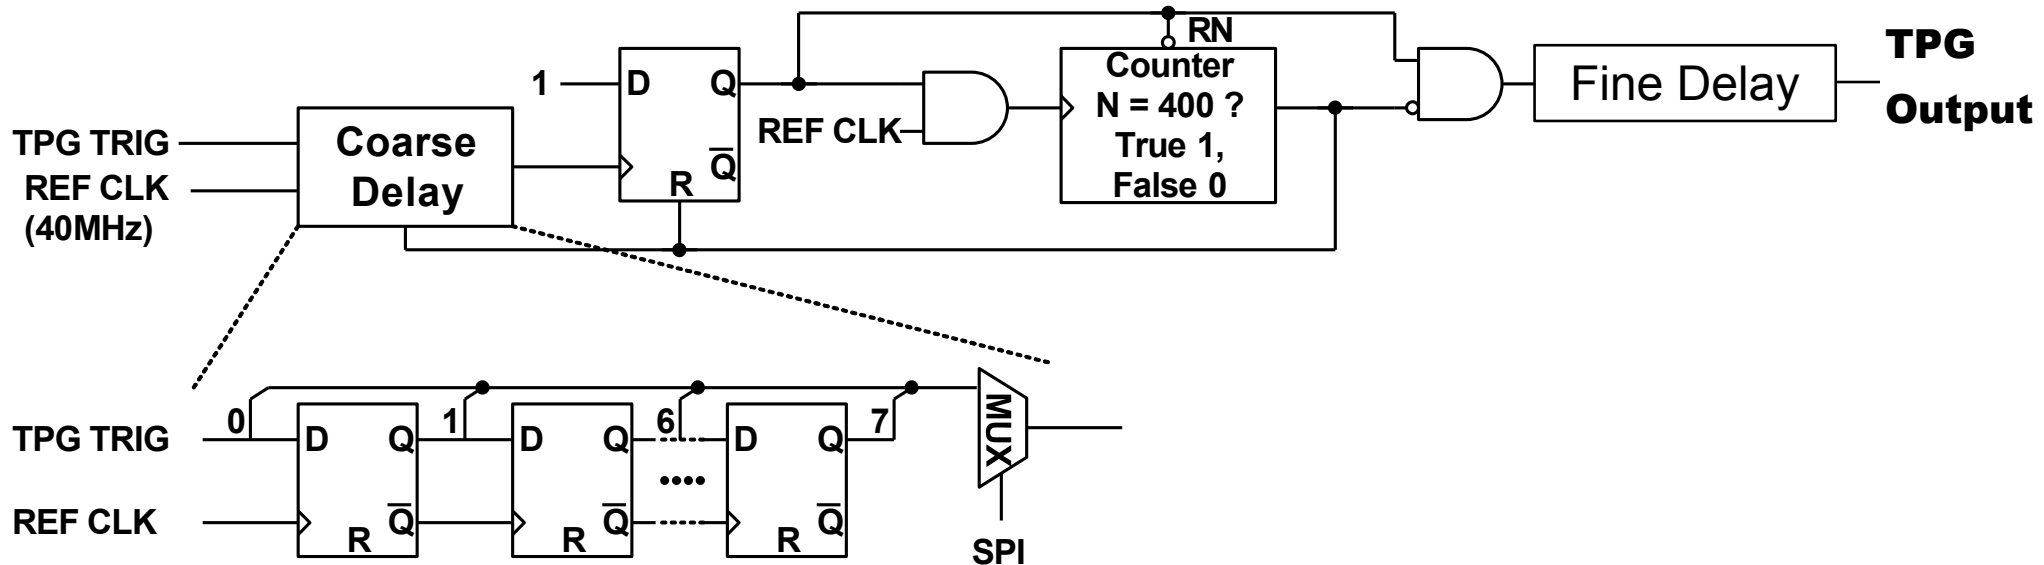 RN
1
D
Q
Q̅
R
Counter
N = 400 ?
True 1,
False 0
REF CLK
Fine Delay
TPG
Output
TPG TRIG
REF CLK
(40MHz)
Coarse
Delay
TPG TRIG
REF CLK
0
D
Q
Q̅
R
1
D
Q
Q̅
R
6
D
Q
Q̅
R
7
MUX
SPI